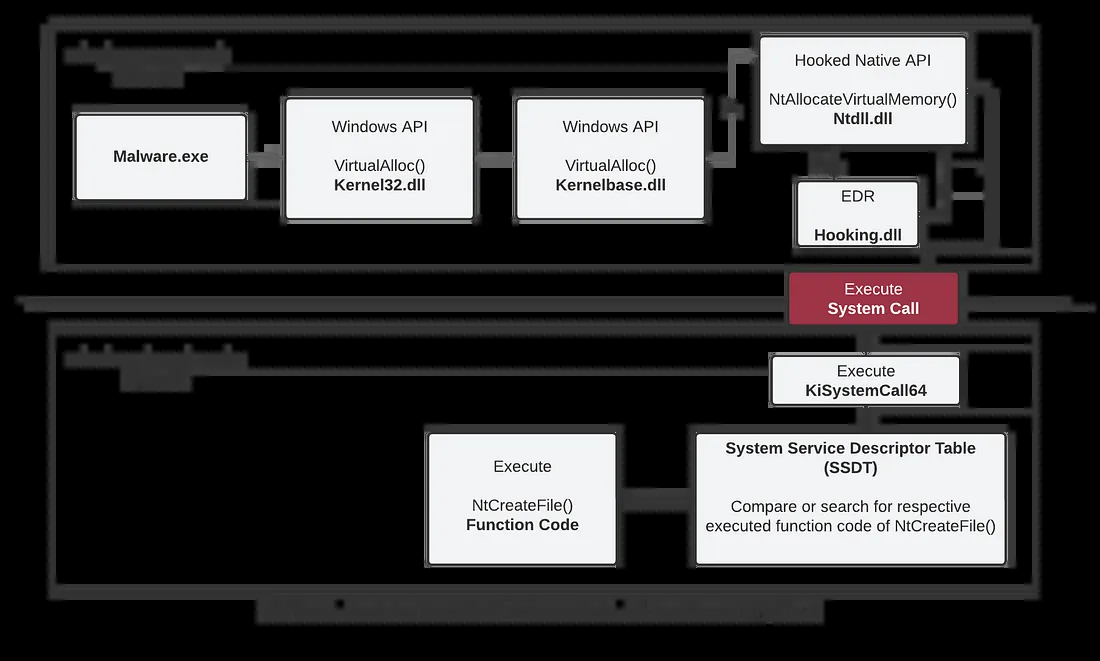 Hooked Native API
NtAllocateVirtualMemory()
Ntdll.dll
Malware.exe
Windows API
VirtualAlloc()
Kernel32.dll
Windows API
VirtualAlloc()
Kernelbase.dll
EDR
Hooking.dll
Execute
System Call
Execute
KiSystemCall64
Execute
NtCreateFile()
Function Code
System Service Descriptor Table
(SSDT)
Compare or search for respective
executed function code of NtCreateFile()